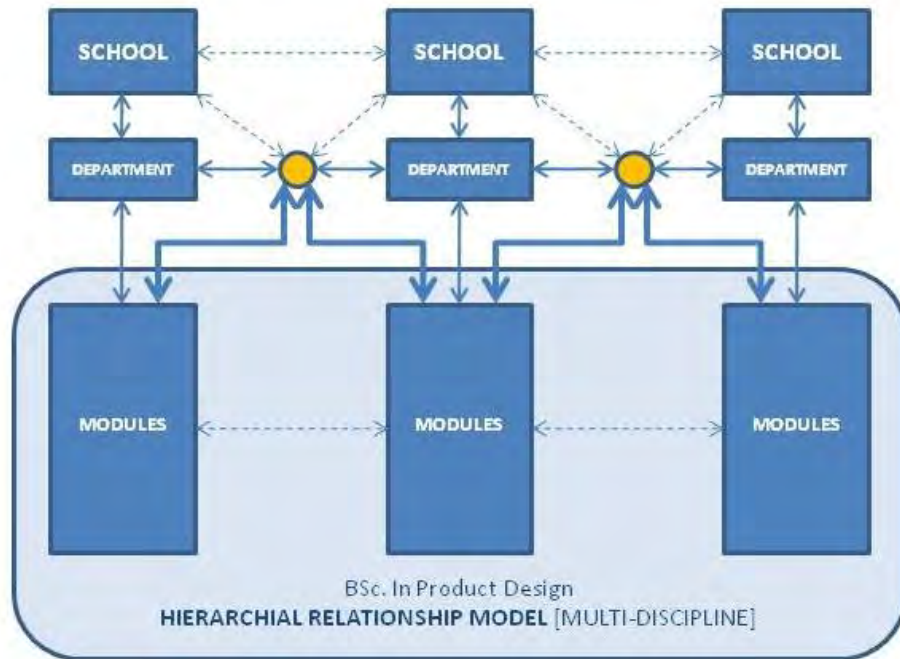 SCHOOL SCHOOL SCHOOL
DEPARTMENT DEPARTMENT DEPARTMENT
MODULES MODULES MODULES
BSc. In Product Design
HIERARCHIAL RELATIONSHIP MODEL [MULTI-DISCIPLINE]